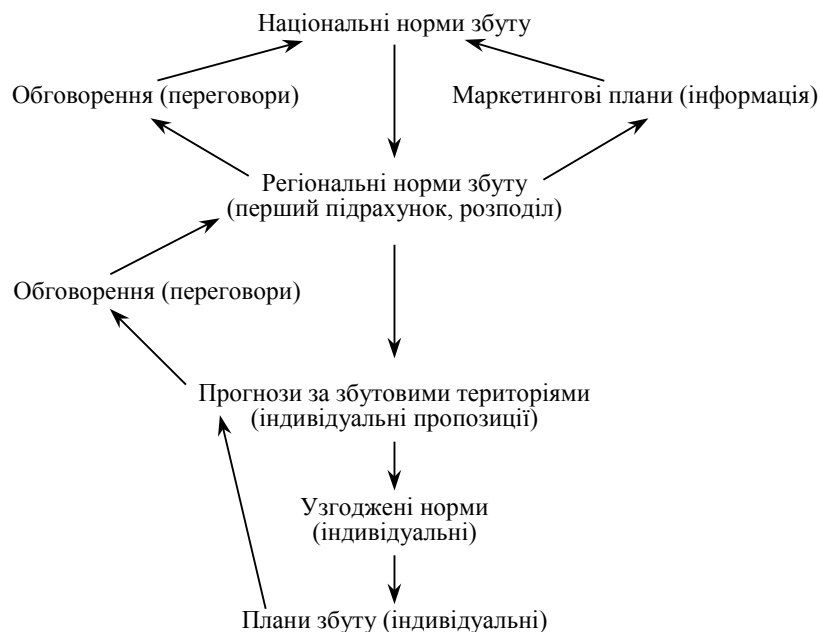 Національні норми збуту
Обговорення (переговори)
Маркетингові плани (інформація)
Регіональні норми збуту
(перший підрахунок, розподіл)
Обговорення (переговори)
Прогнози за збутовими територіями
(індивідуальні пропозиції)
Узгоджені норми
(індивідуальні)
Плани збуту (індивідуальні)